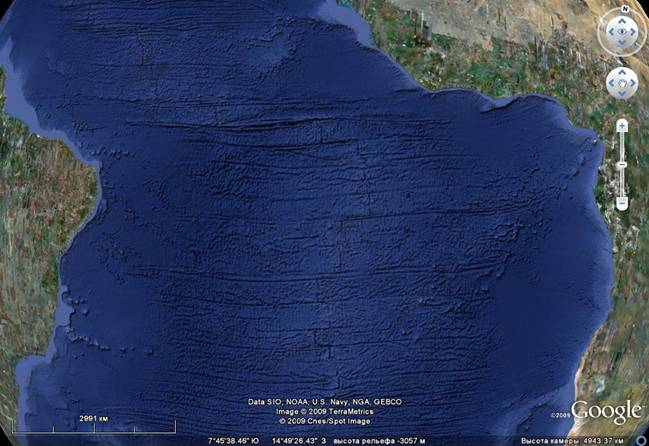 N
Data SIO, NOAA, U.S. Navy, NGA, GEBCO
Image © 2009 TerraMetrics
© 2009 Cnes/Spot Image
©2009 Google
2991 км
7°45'38.46" Ю 14°49'26.43" З высота рельефа -3057 м Высота камеры 4943.37 км